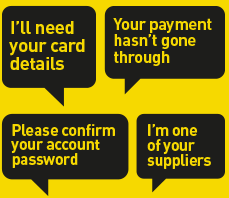 I'll need
your card
details
Your payment
hasn't gone
through
Please confirm
your account
password
I'm one
of your
suppliers